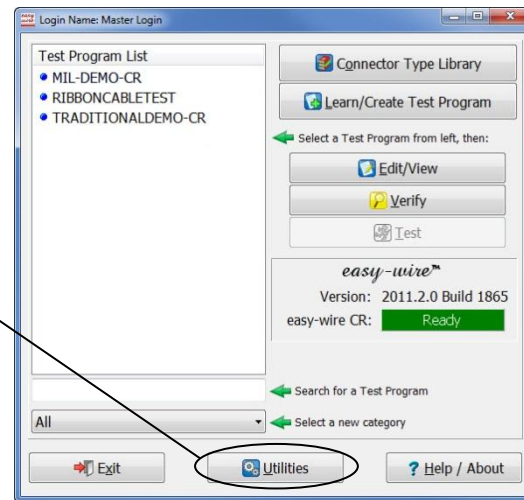 Login Name: Master Login
Test Program List
MIL-DEMO-CR
RIBBONCABLETEST
TRADITIONALDEMO-CR
Connector Type Library
Learn/Create Test Program
Select a Test Program from left, then:
Edit/View
Verify
Test
easy-wire™
Version: 2011.2.0 Build 1865
easy-wire CR: Ready
Search for a Test Program
All
Select a new category
Exit
Utilities
? Help / About